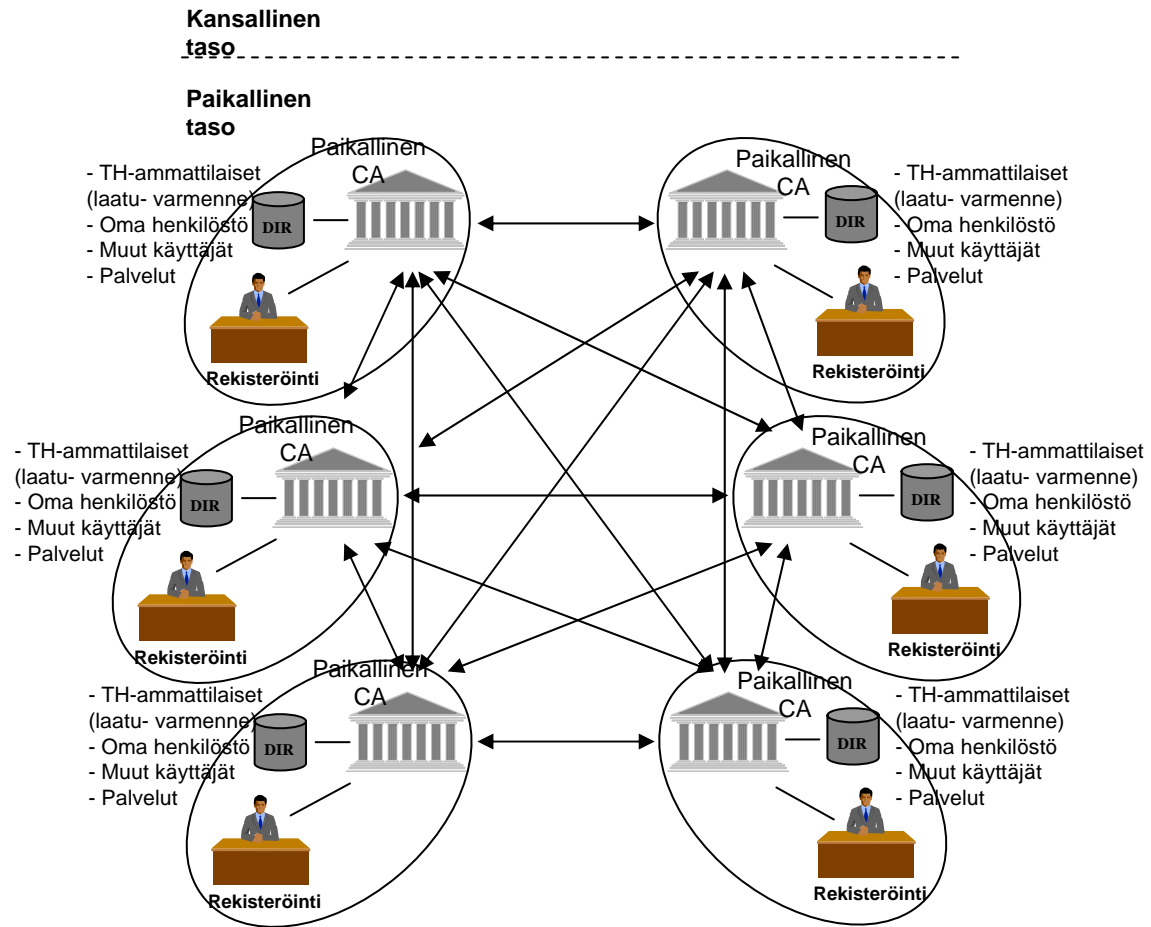 Kansallinen
taso
Paikallinen
taso
Paikallinen
CA
- TH-ammattilaiset
(laatu- varmenne)
- Oma henkilöstö
- Muut käyttäjät
- Palvelut
DIR
Rekisteröinti
Paikallinen
CA
DIR
- TH-ammattilaiset
(laatu- varmenne)
- Oma henkilöstö
- Muut käyttäjät
- Palvelut
Rekisteröinti
Paikallinen
CA
- TH-ammattilaiset
(laatu- varmenne)
- Oma henkilöstö
- Muut käyttäjät
- Palvelut
DIR
Rekisteröinti
Paikallinen
CA
DIR
- TH-ammattilaiset
(laatu- varmenne)
- Oma henkilöstö
- Muut käyttäjät
- Palvelut
Rekisteröinti
Paikallinen
CA
- TH-ammattilaiset
(laatu- varmenne)
- Oma henkilöstö
- Muut käyttäjät
- Palvelut
DIR
Rekisteröinti
Paikallinen
CA
DIR
- TH-ammattilaiset
(laatu- varmenne)
- Oma henkilöstö
- Muut käyttäjät
- Palvelut
Rekisteröinti